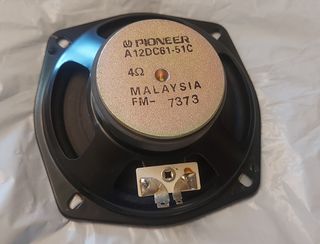 PIONEER
A12DC61-51C
4Ω
MALAYSIA
FM- 7373